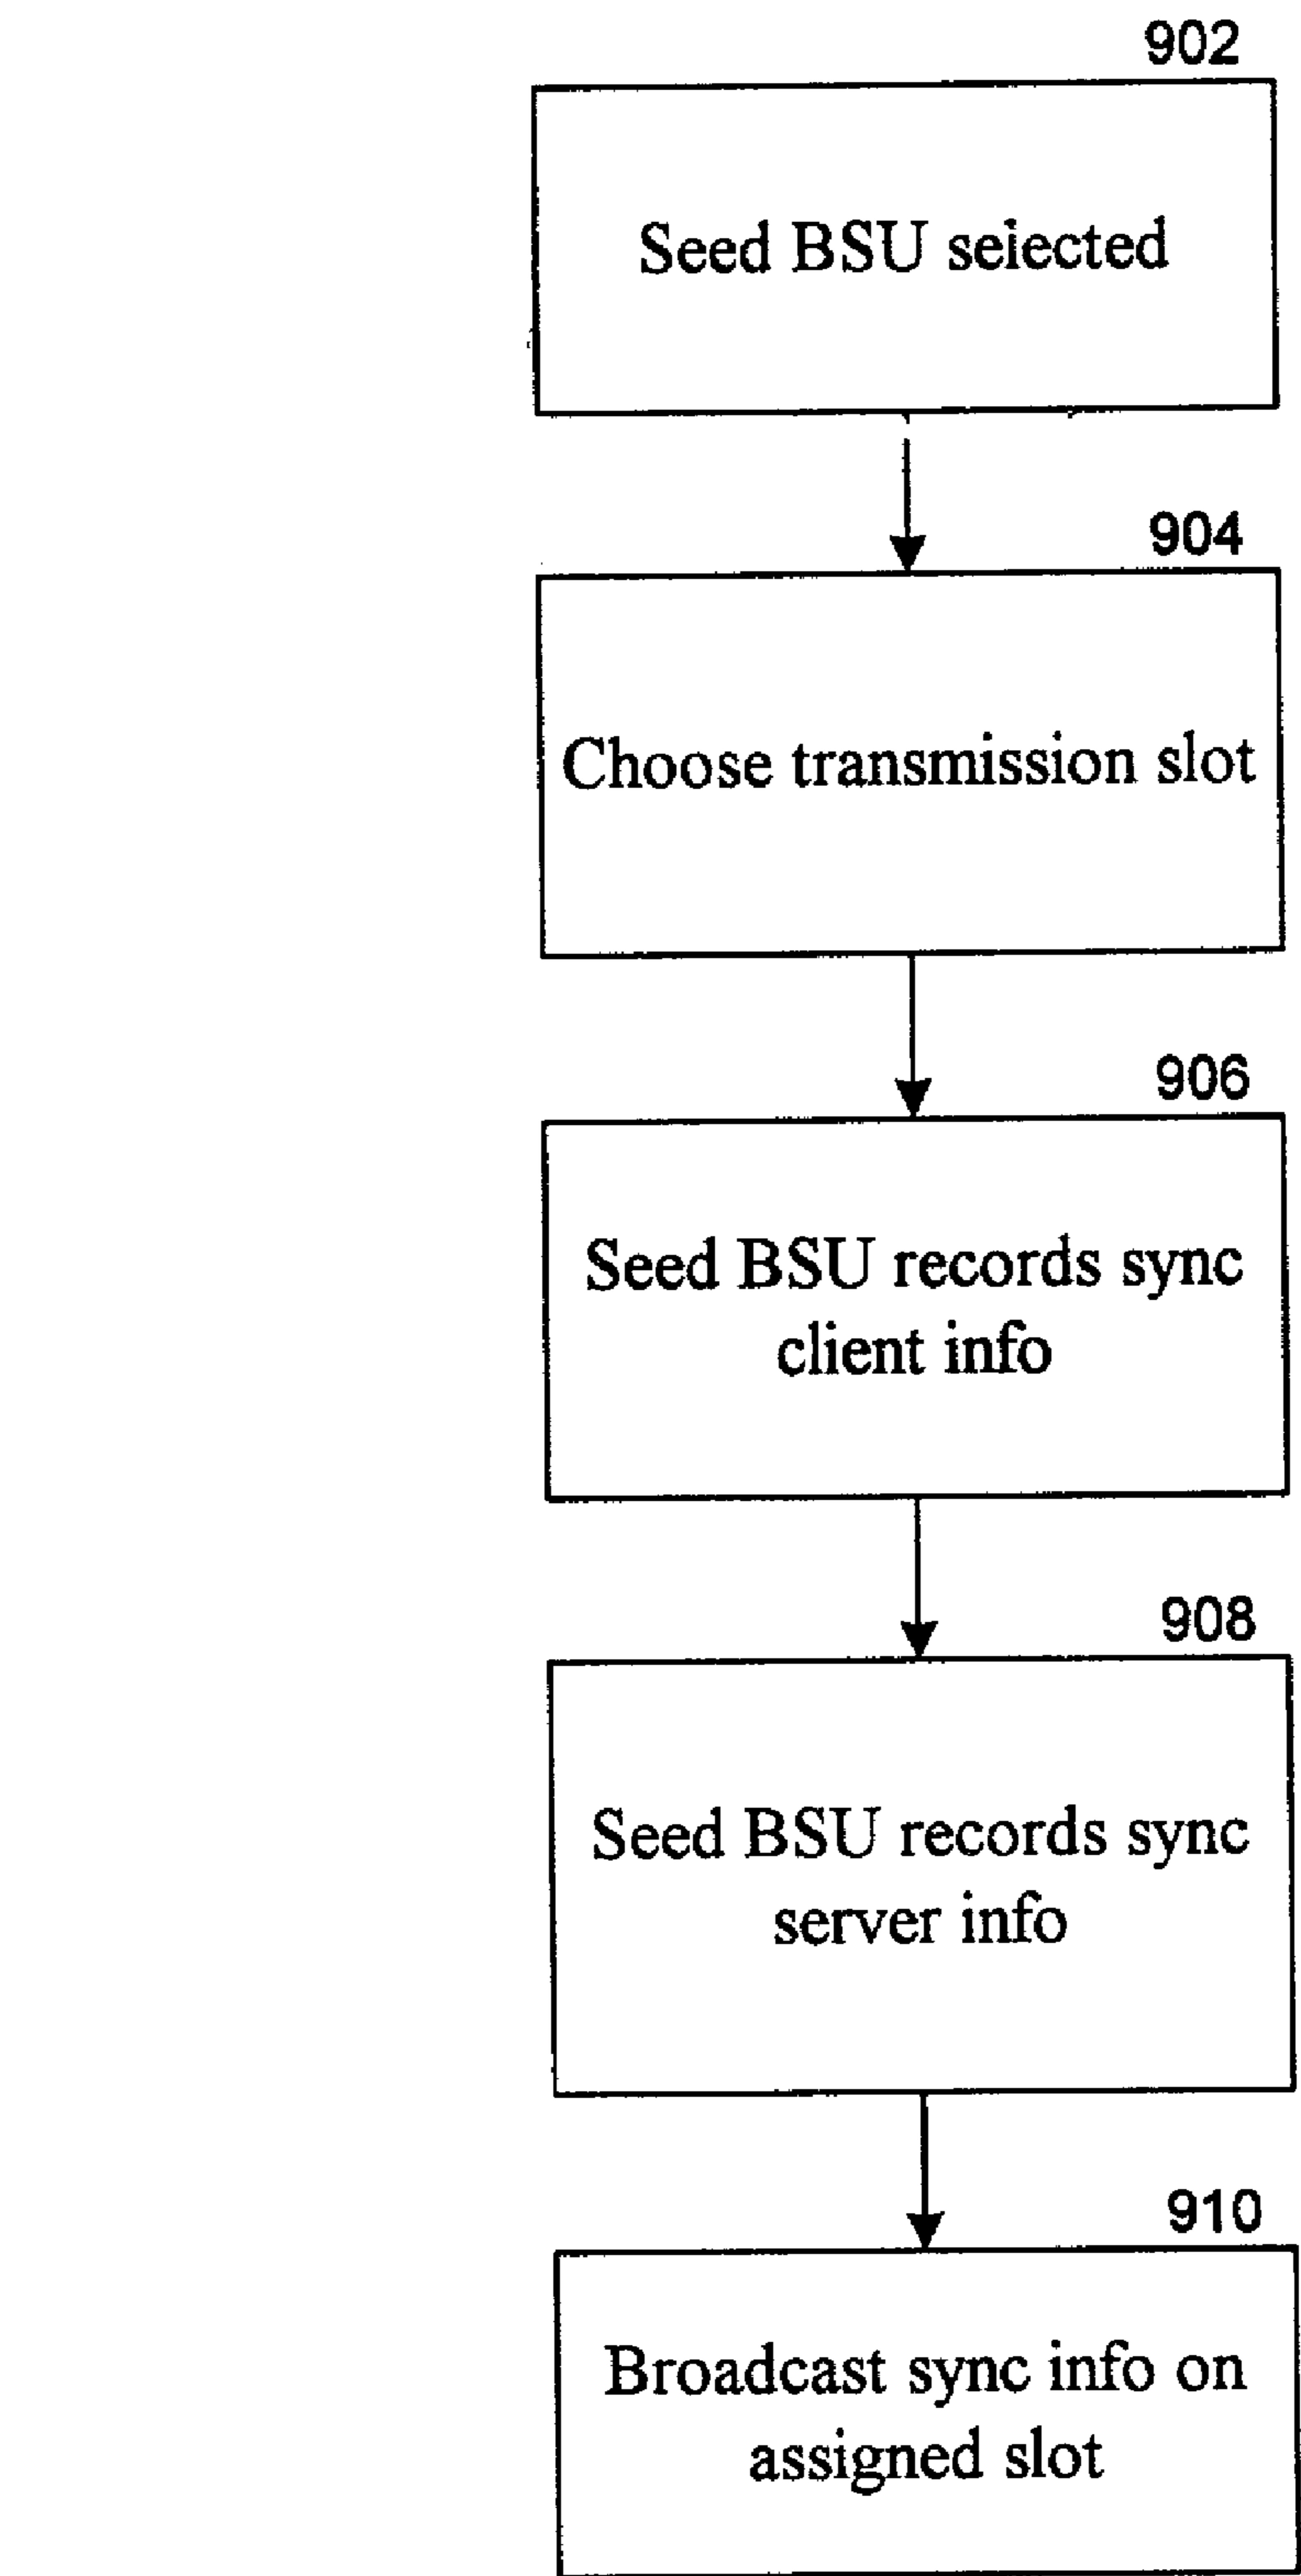 902
Seed BSU selected
904
Choose transmission slot
906
Seed BSU records sync
client info
908
Seed BSU records sync
server info
910
Broadcast sync info on
assigned slot